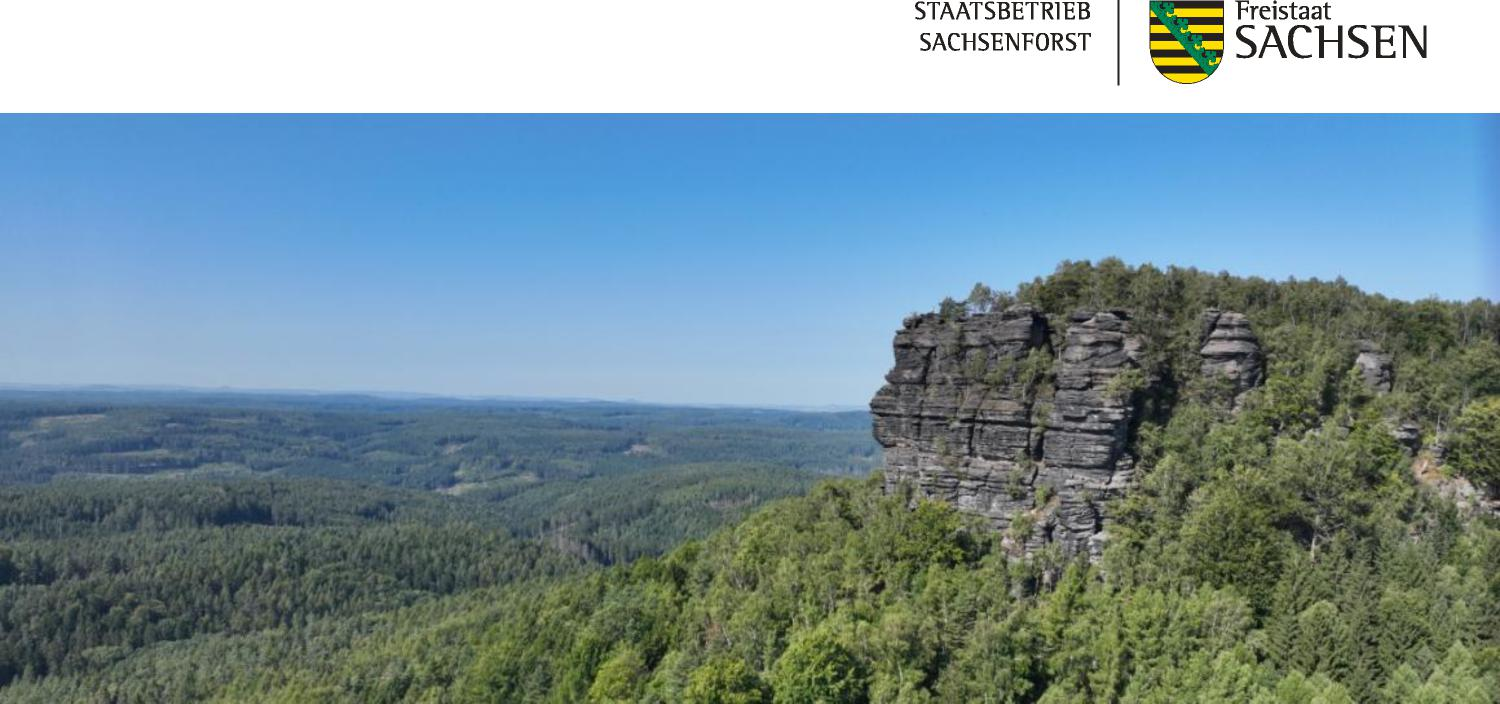 STAATSBETRIEB
SACHSENFORST
Freistaat
SACHSEN